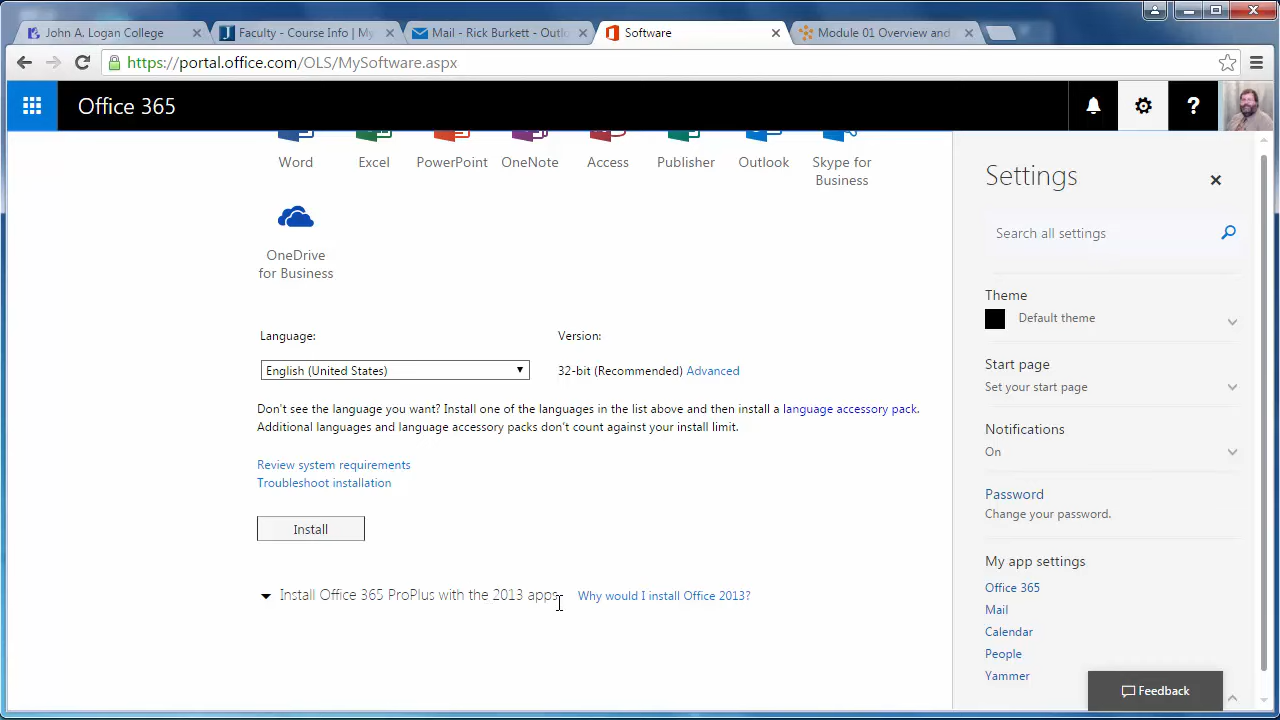 John A. Logan College
Faculty - Course Info | My
Mail - Rick Burkett - Outlo
Software
Module 01 Overview and
https://portal.office.com/OLS/MySoftware.aspx
Office 365
?
Word
Excel
PowerPoint
OneNote
Access
Publisher
Outlook
Skype for
Business
OneDrive
for Business
Language:
Version:
English (United States)
32-bit (Recommended) Advanced
Don't see the language you want? Install one of the languages in the list above and then install a language accessory pack.
Additional languages and language accessory packs don't count against your install limit.
Review system requirements
Troubleshoot installation
Install
Install Office 365 ProPlus with the 2013 apps
Why would I install Office 2013?
Settings
Search all settings
Theme
Default theme
Start page
Set your start page
Notifications
On
Password
Change your password.
My app settings
Office 365
Mail
Calendar
People
Yammer
Feedback